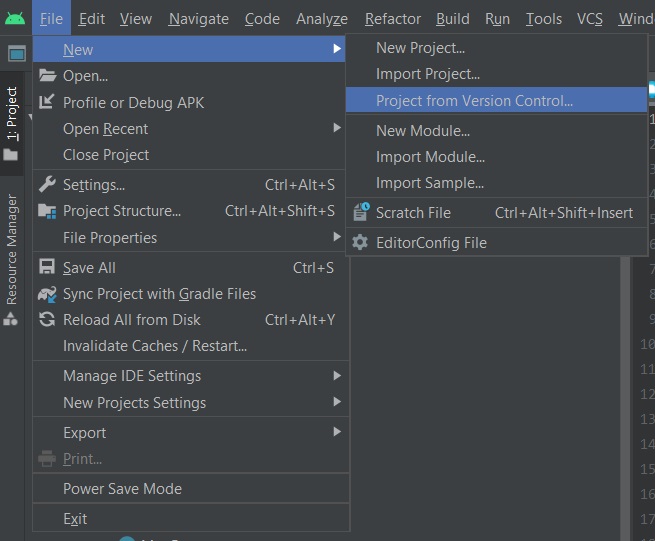 File Edit View Navigate Code Analyze Refactor Build Run Tools VCS
New
Open...
Profile or Debug APK
Open Recent
Close Project
Settings... Ctrl+Alt+S
Project Structure... Ctrl+Alt+Shift+S
File Properties
Save All Ctrl+S
Sync Project with Gradle Files
Reload All from Disk Ctrl+Alt+Y
Invalidate Caches / Restart...
Manage IDE Settings
New Projects Settings
Export
Print...
Power Save Mode
Exit
New Project...
Import Project...
Project from Version Control...
New Module...
Import Module...
Import Sample...
Scratch File Ctrl+Alt+Shift+Insert
EditorConfig File
1: Project
Resource Manager
1
2
3
4
5
6
7
8
9
10
11
12
13
14
15
16
17